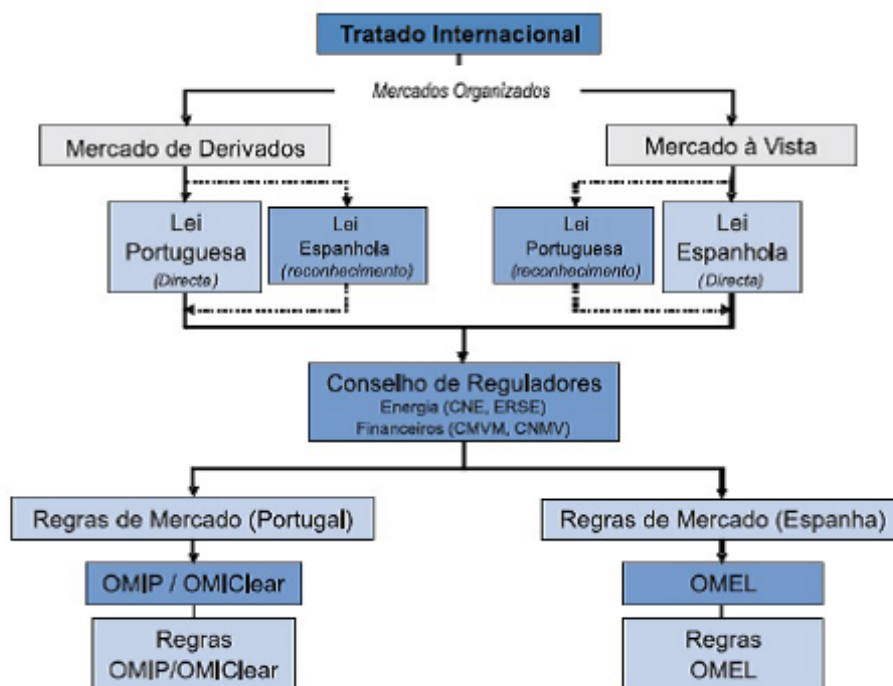 Tratado Internacional
Mercados Organizados
Mercado de Derivados
Mercado à Vista
Lei
Portuguesa
(Directa)
Lei
Espanhola
(reconhecimento)
Lei
Portuguesa
(reconhecimento)
Lei
Espanhola
(Directa)
Conselho de Reguladores
Energia (CNE, ERSE)
Financeiros (CMVM, CNMV)
Regras de Mercado (Portugal)
Regras de Mercado (Espanha)
OMIP / OMIClear
OMEL
Regras
OMIP/OMIClear
Regras
OMEL